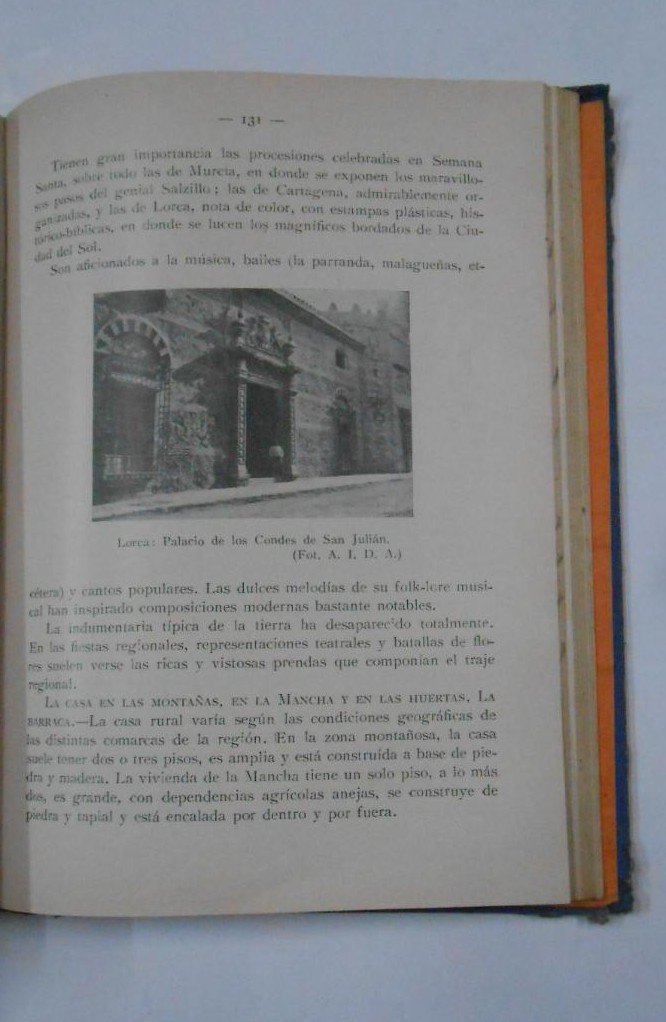 — 131 —
Tienen gran importancia las procesiones celebradas en Semana
Santa, sobre todo las de Murcia, en donde se exponen los maravillo-
sos pasos del genial Salzillo; las de Cartagena, admirablemente or-
ganizadas, y las de Lorca, nota de color, con estampas plásticas, his-
tórico-bíblicas, en donde se lucen los magníficos bordados de la Ciu-
dad del Sol.
Son aficionados a la música, bailes (la parranda, malagueñas, et-
Lorca: Palacio de los Condes de San Julián.
(Fot. A. I. D. A.)
cétera) y cantos populares. Las dulces melodías de su folk-lore musi-
cal han inspirado composiciones modernas bastante notables.
La indumentaria típica de la tierra ha desaparecido totalmente.
En las fiestas regionales, representaciones teatrales y batallas de flo-
res suelen verse las ricas y vistosas prendas que componían el traje
regional.
LA CASA EN LAS MONTAÑAS, EN LA MANCHA Y EN LAS HUERTAS. LA
BARRACA.—La casa rural varía según las condiciones geográficas de
las distintas comarcas de la región. En la zona montañosa, la casa
suele tener dos o tres pisos, es amplia y está construída a base de pie-
dra y madera. La vivienda de la Mancha tiene un solo piso, a lo más
dos, es grande, con dependencias agrícolas anejas, se construye de
piedra y tapial y está encalada por dentro y por fuera.